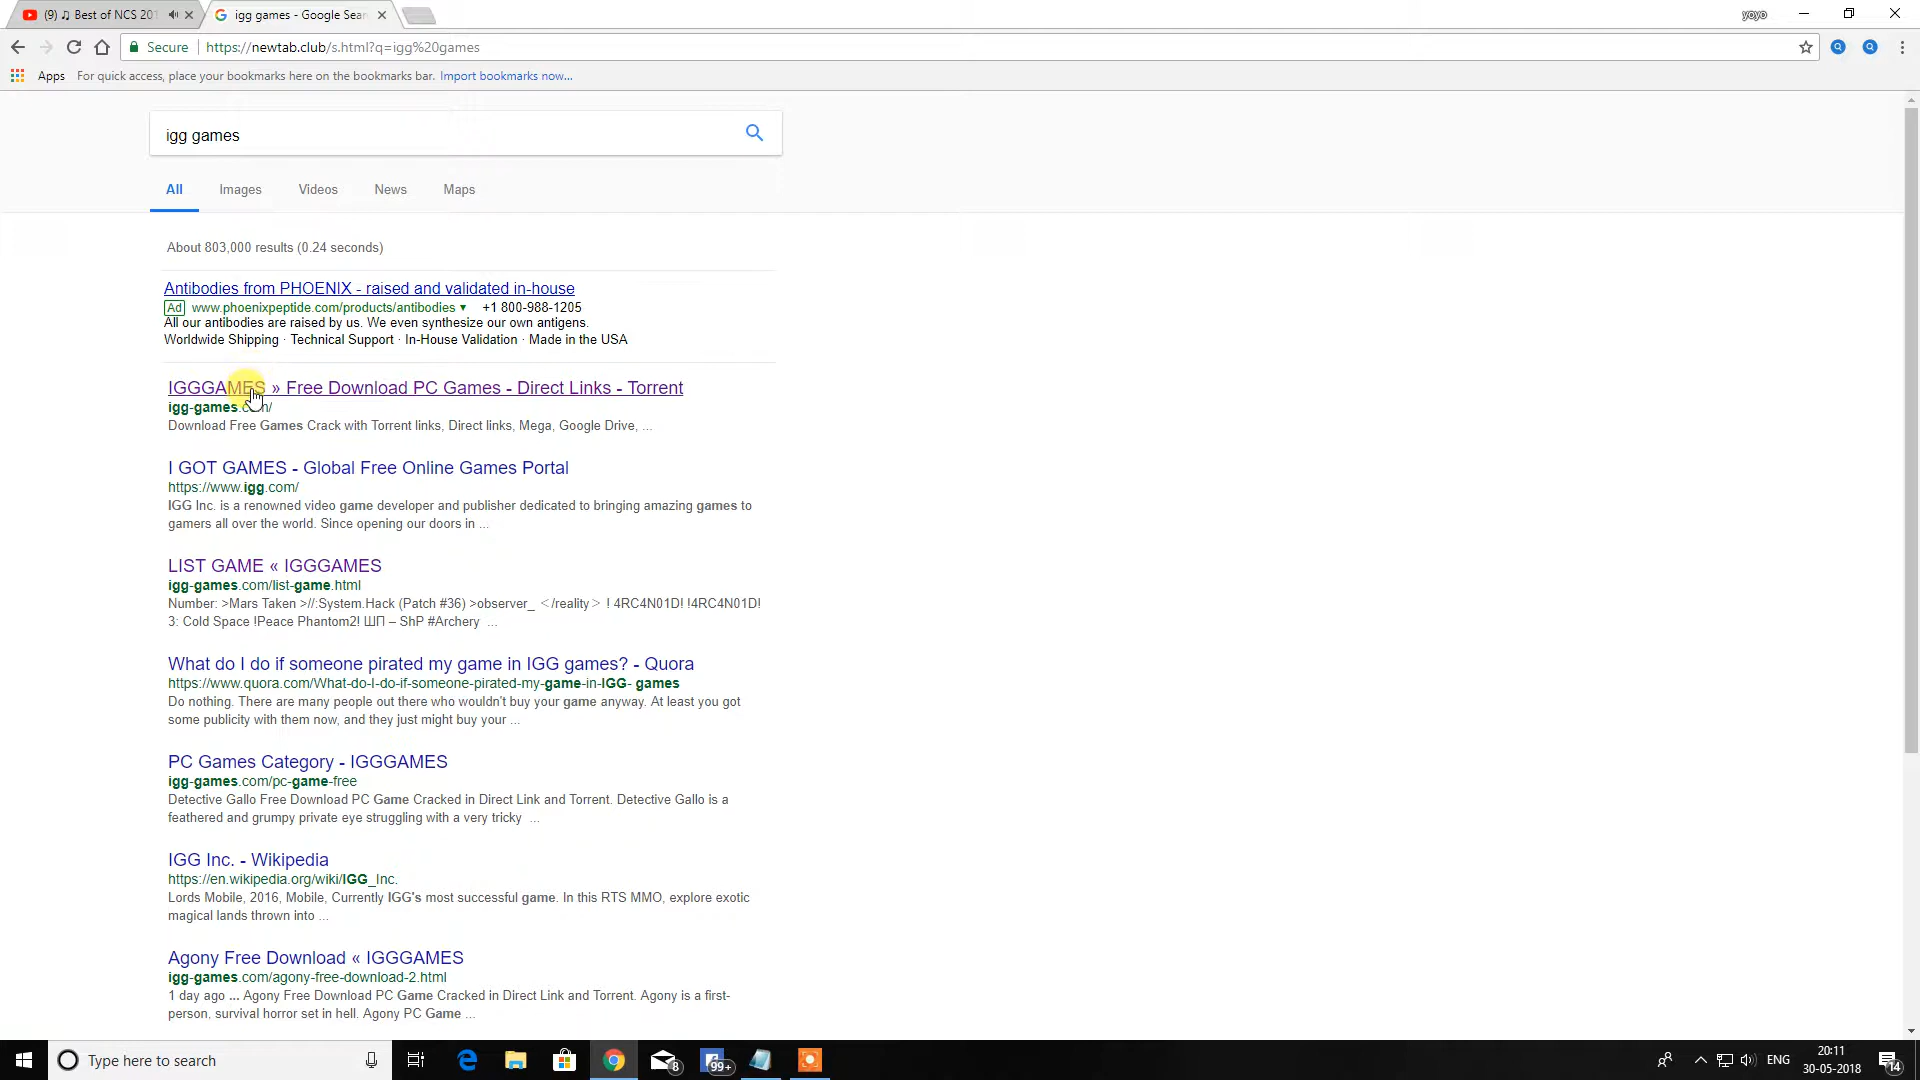 (9) ♫ Best of NCS 201
igg games - Google Sear
yoyo
Secure
https://newtab.club/s.html?q=igg%20games
Apps
For quick access, place your bookmarks here on the bookmarks bar. Import bookmarks now...
igg games
All Images Videos News Maps
About 803,000 results (0.24 seconds)
Antibodies from PHOENIX - raised and validated in-house
Ad www.phoenixpeptide.com/products/antibodies ▾ +1 800-988-1205
All our antibodies are raised by us. We even synthesize our own antigens.
Worldwide Shipping · Technical Support · In-House Validation · Made in the USA
IGGGAMES » Free Download PC Games - Direct Links - Torrent
igg-games.com/
Download Free Games Crack with Torrent links, Direct links, Mega, Google Drive, ...
I GOT GAMES - Global Free Online Games Portal
https://www.igg.com/
IGG Inc. is a renowned video game developer and publisher dedicated to bringing amazing games to
gamers all over the world. Since opening our doors in ...
LIST GAME « IGGGAMES
igg-games.com/list-game.html
Number: >Mars Taken >//:System.Hack (Patch #36) >observer_ ＜/reality＞ ! 4RC4N01D! !4RC4N01D!
3: Cold Space !Peace Phantom2! ШП – ShP #Archery ...
What do I do if someone pirated my game in IGG games? - Quora
https://www.quora.com/What-do-I-do-if-someone-pirated-my-game-in-IGG- games
Do nothing. There are many people out there who wouldn't buy your game anyway. At least you got
some publicity with them now, and they just might buy your ...
PC Games Category - IGGGAMES
igg-games.com/pc-game-free
Detective Gallo Free Download PC Game Cracked in Direct Link and Torrent. Detective Gallo is a
feathered and grumpy private eye struggling with a very tricky ...
IGG Inc. - Wikipedia
https://en.wikipedia.org/wiki/IGG_Inc.
Lords Mobile, 2016, Mobile, Currently IGG's most successful game. In this RTS MMO, explore exotic
magical lands thrown into ...
Agony Free Download « IGGGAMES
igg-games.com/agony-free-download-2.html
1 day ago ... Agony Free Download PC Game Cracked in Direct Link and Torrent. Agony is a first-
person, survival horror set in hell. Agony PC Game ...
Type here to search
8
99+
ENG
20:11
30-05-2018
14